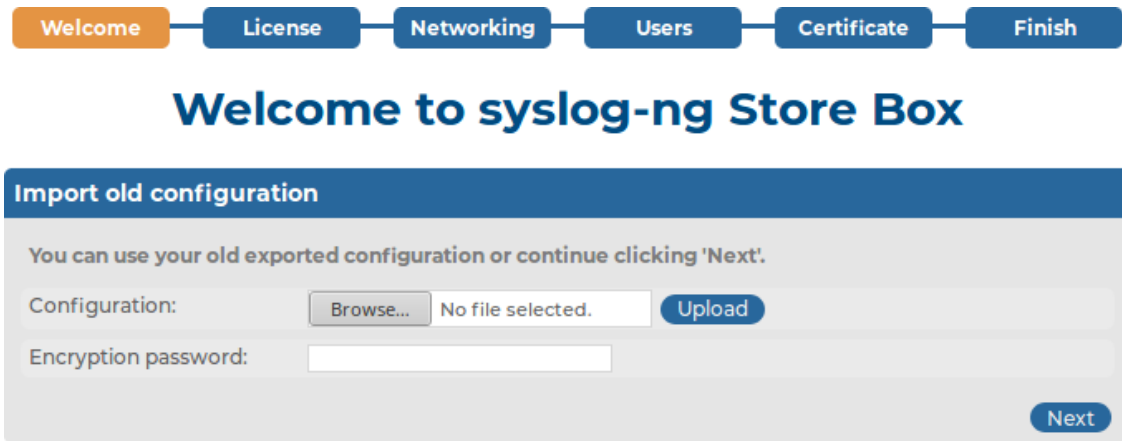 Welcome License Networking Users Certificate Finish
Welcome to syslog-ng Store Box
Import old configuration
You can use your old exported configuration or continue clicking 'Next'.
Configuration: Browse... No file selected. Upload
Encryption password:
Next